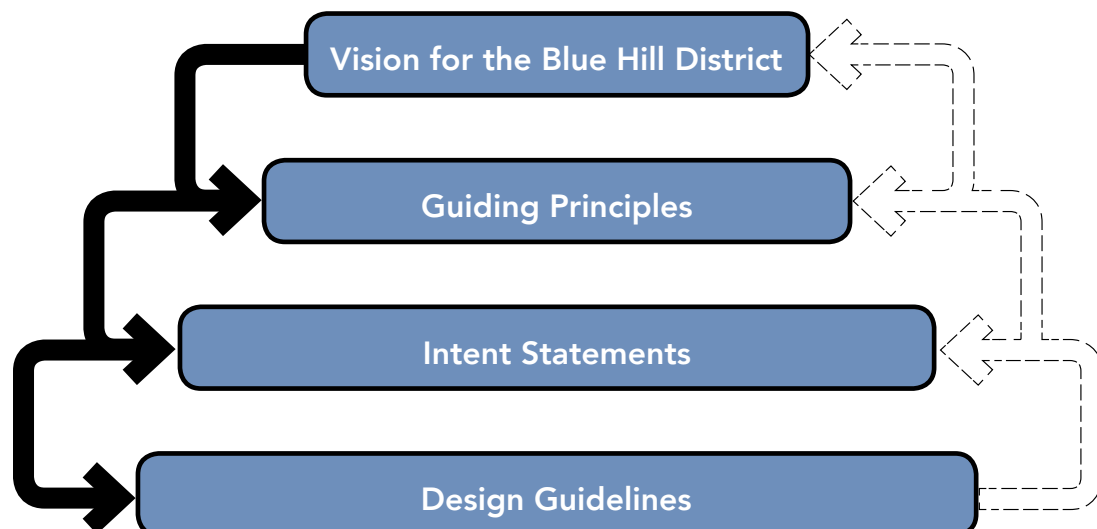 Vision for the Blue Hill District
Guiding Principles
Intent Statements
Design Guidelines